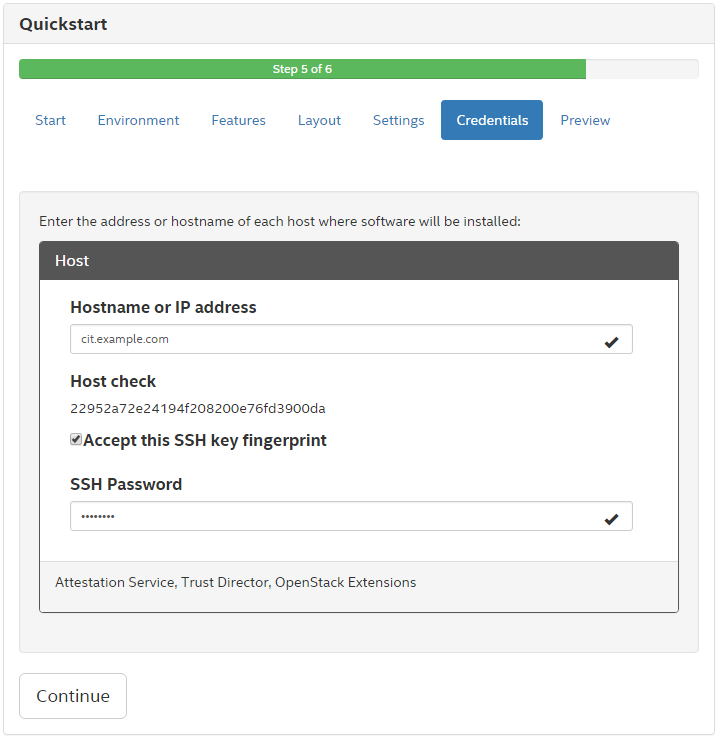 Quickstart
Step 5 of 6
Start Environment Features Layout Settings Credentials Preview
Enter the address or hostname of each host where software will be installed:
Host
Hostname or IP address
cit.example.com
Host check
22952a72e24194f208200e76fd3900da
Accept this SSH key fingerprint
SSH Password
••••••••
Attestation Service, Trust Director, OpenStack Extensions
Continue